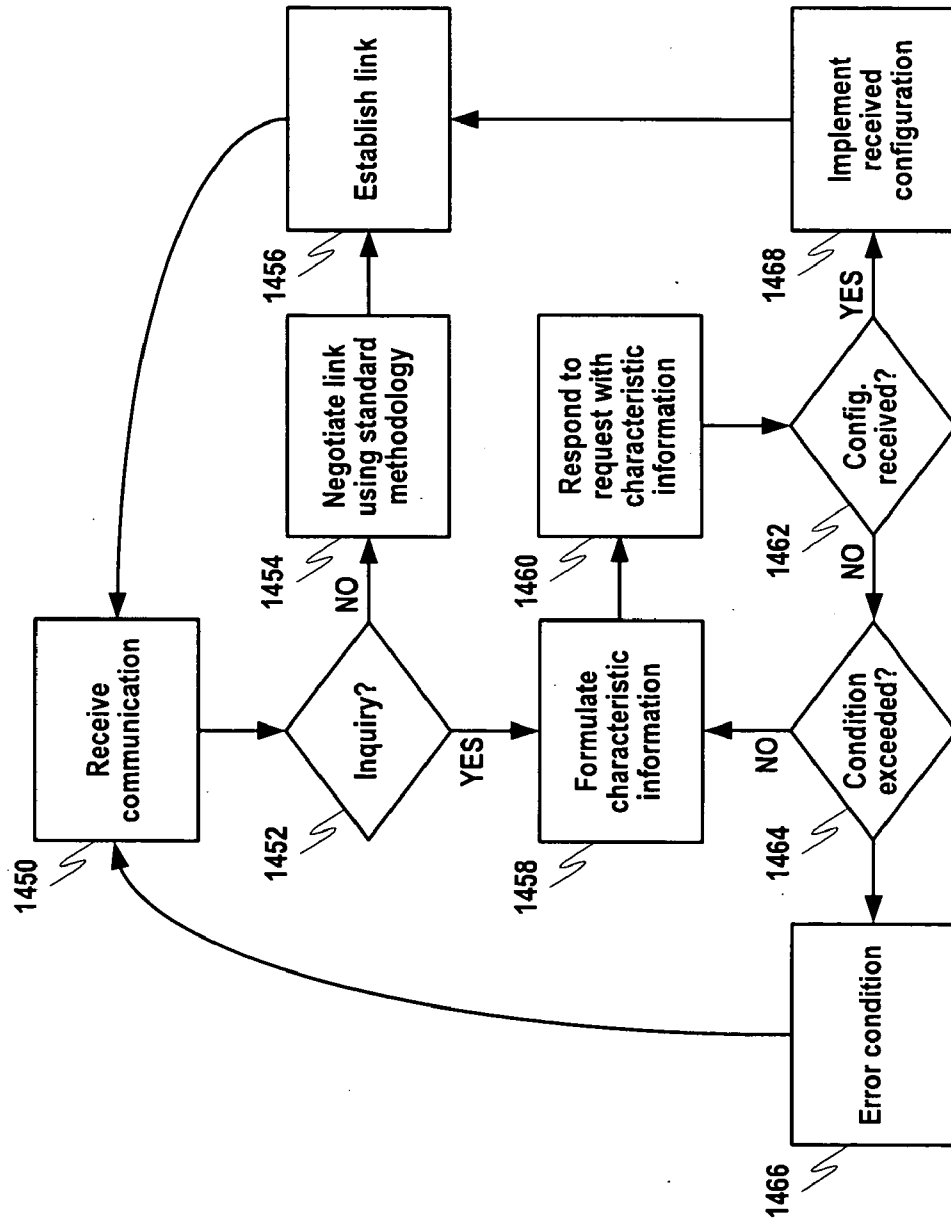 1450
Receive
communication
1452
Inquiry?
NO
YES
1454
Negotiate link
using standard
methodology
1456
Establish link
1458
Formulate
characteristic
information
1460
Respond to
request with
characteristic
information
1462
Config.
received?
YES
NO
1468
Implement
received
configuration
1464
Condition
exceeded?
NO
1466
Error condition